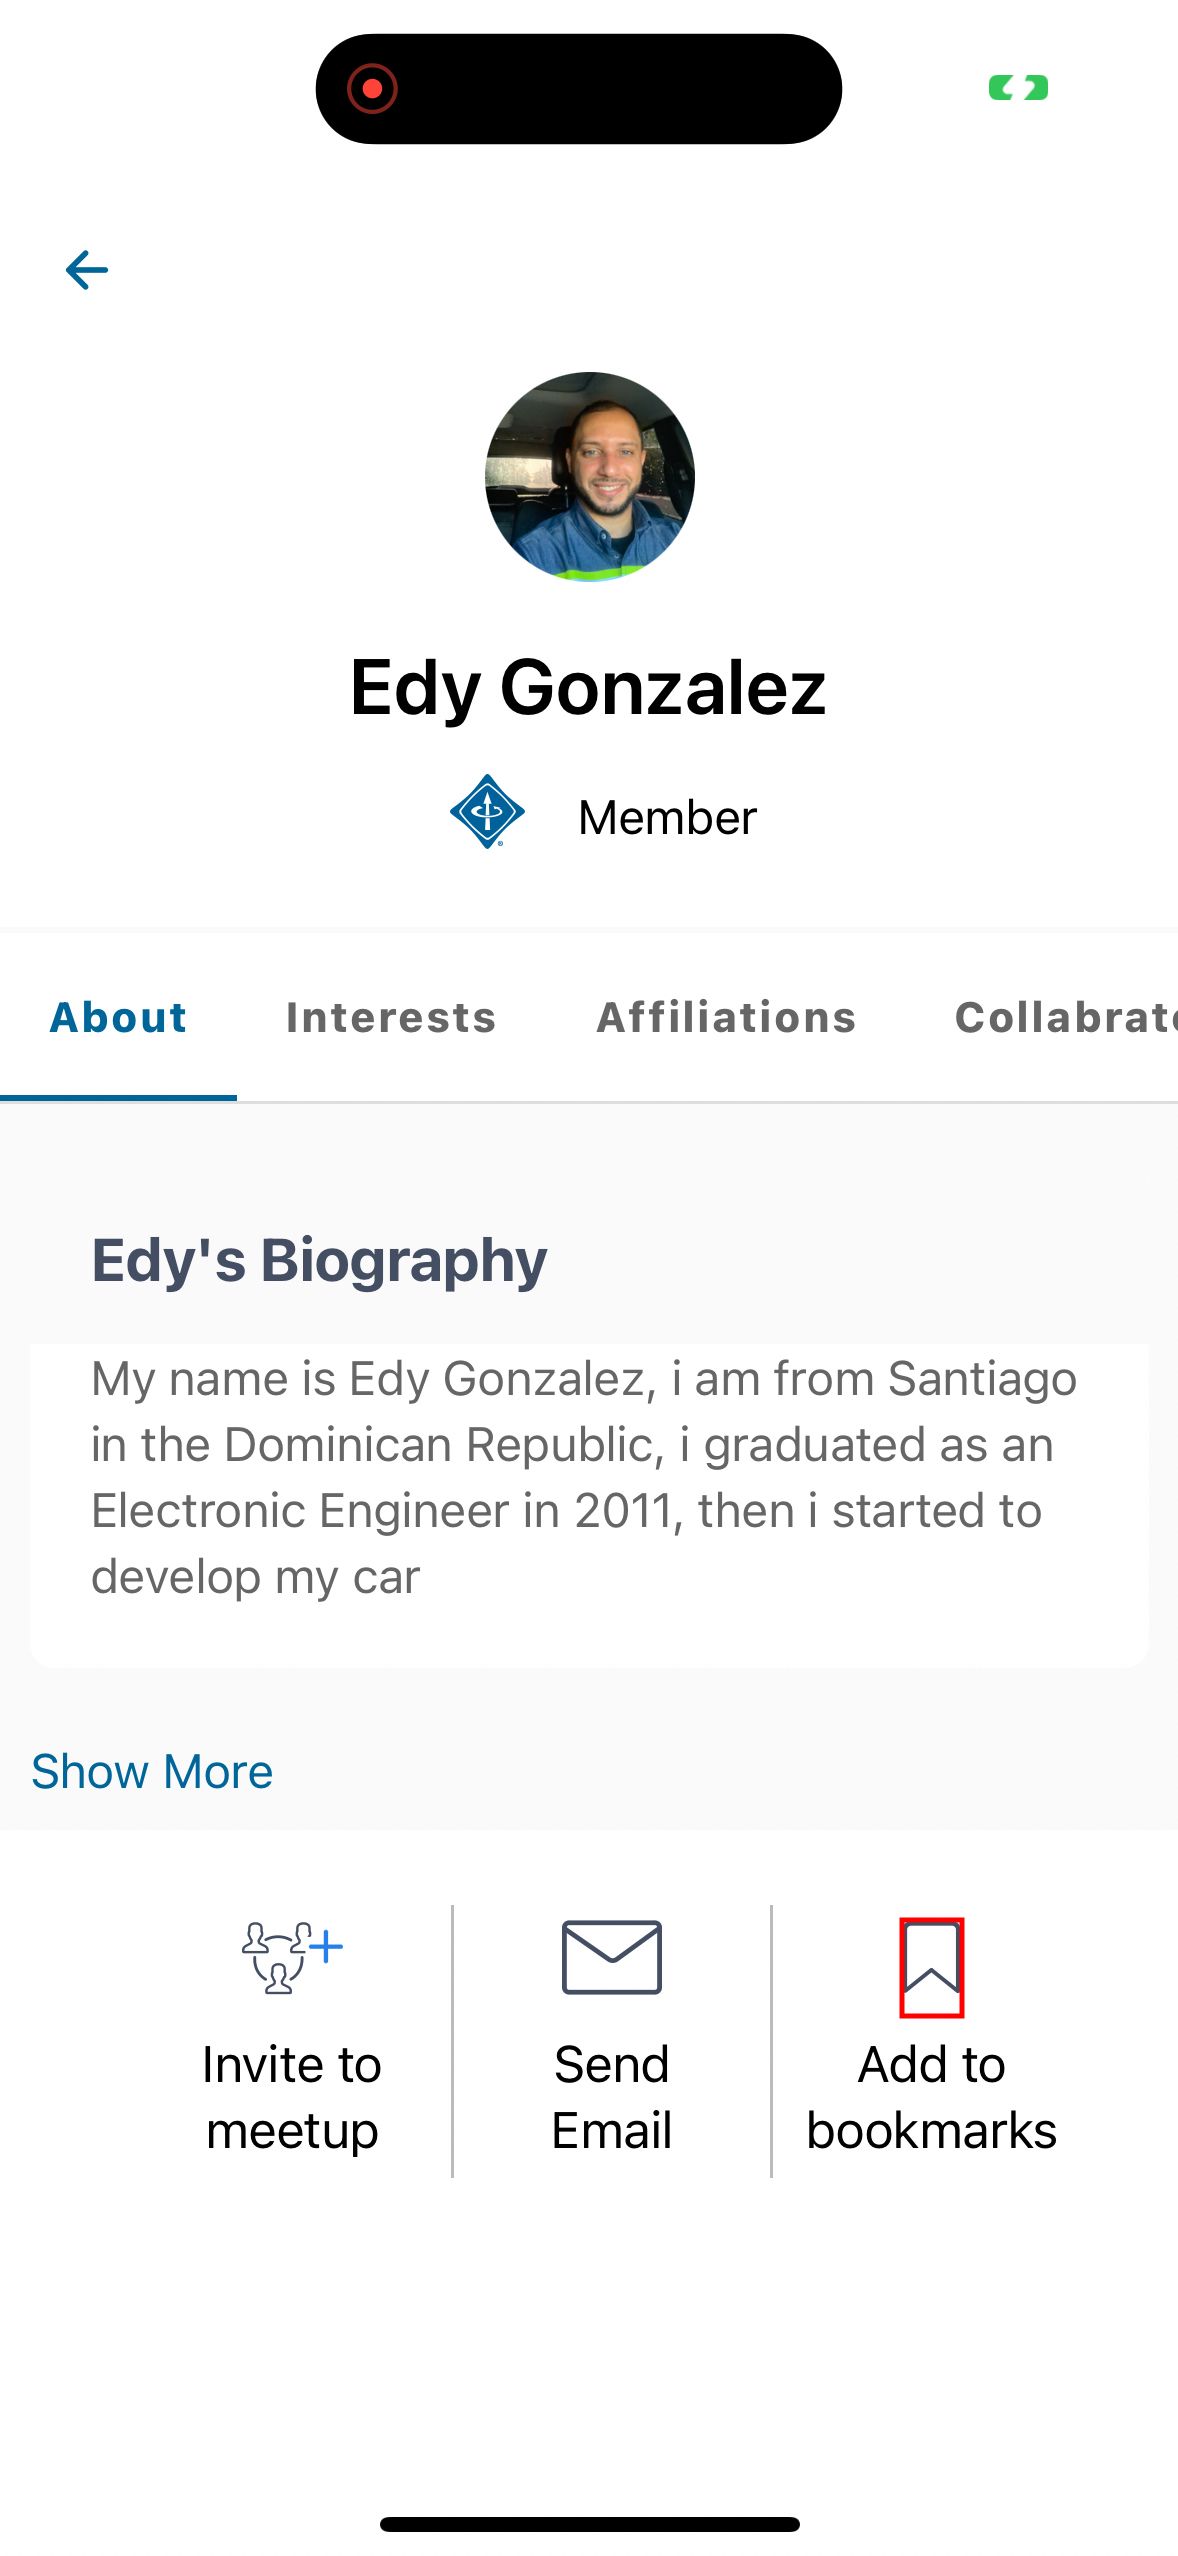 Edy Gonzalez
Member
About Interests Affiliations Collabrat
Edy's Biography
My name is Edy Gonzalez, i am from Santiago
in the Dominican Republic, i graduated as an
Electronic Engineer in 2011, then i started to
develop my car
Show More
Invite to
meetup
Send
Email
Add to
bookmarks